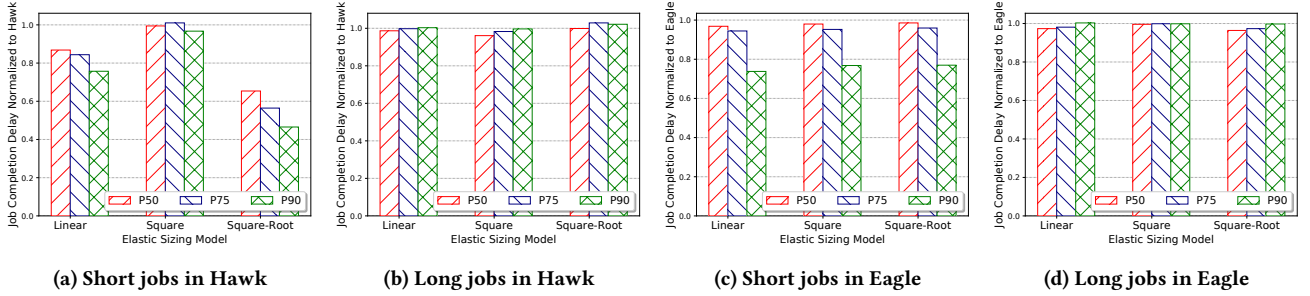 Job Completion Delay Normalized to Hawk
1.0
0.8
0.6
0.4
0.2
0.0
P50 P75 P90
Linear Square Square-Root
Elastic Sizing Model
(a) Short jobs in Hawk
Job Completion Delay Normalized to Hawk
1.0
0.8
0.6
0.4
0.2
0.0
P50 P75 P90
Linear Square Square-Root
Elastic Sizing Model
(b) Long jobs in Hawk
Job Completion Delay Normalized to Eagle
1.0
0.8
0.6
0.4
0.2
0.0
P50 P75 P90
Linear Square Square-Root
Elastic Sizing Model
(c) Short jobs in Eagle
Job Completion Delay Normalized to Eagle
1.0
0.8
0.6
0.4
0.2
0.0
P50 P75 P90
Linear Square Square-Root
Elastic Sizing Model
(d) Long jobs in Eagle